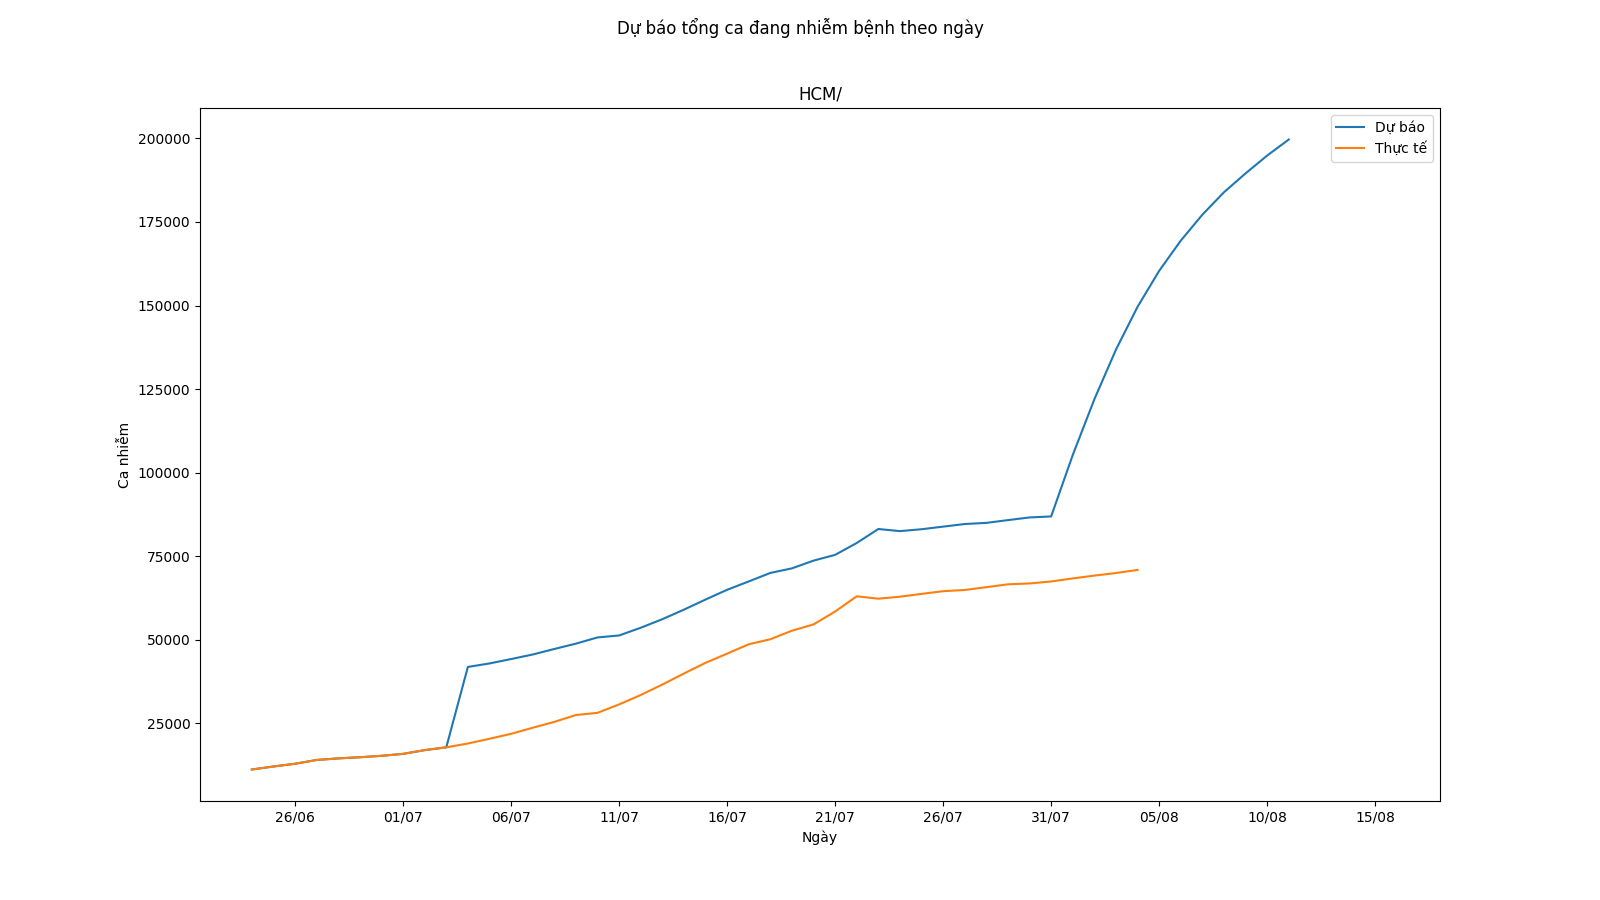 Dự báo tổng ca đang nhiễm bệnh theo ngày
HCM/
Dự báo
Thực tế
200000
175000
150000
125000
100000
75000
50000
25000
Ca nhiễm
26/06 01/07 06/07 11/07 16/07 21/07 26/07 31/07 05/08 10/08 15/08
Ngày